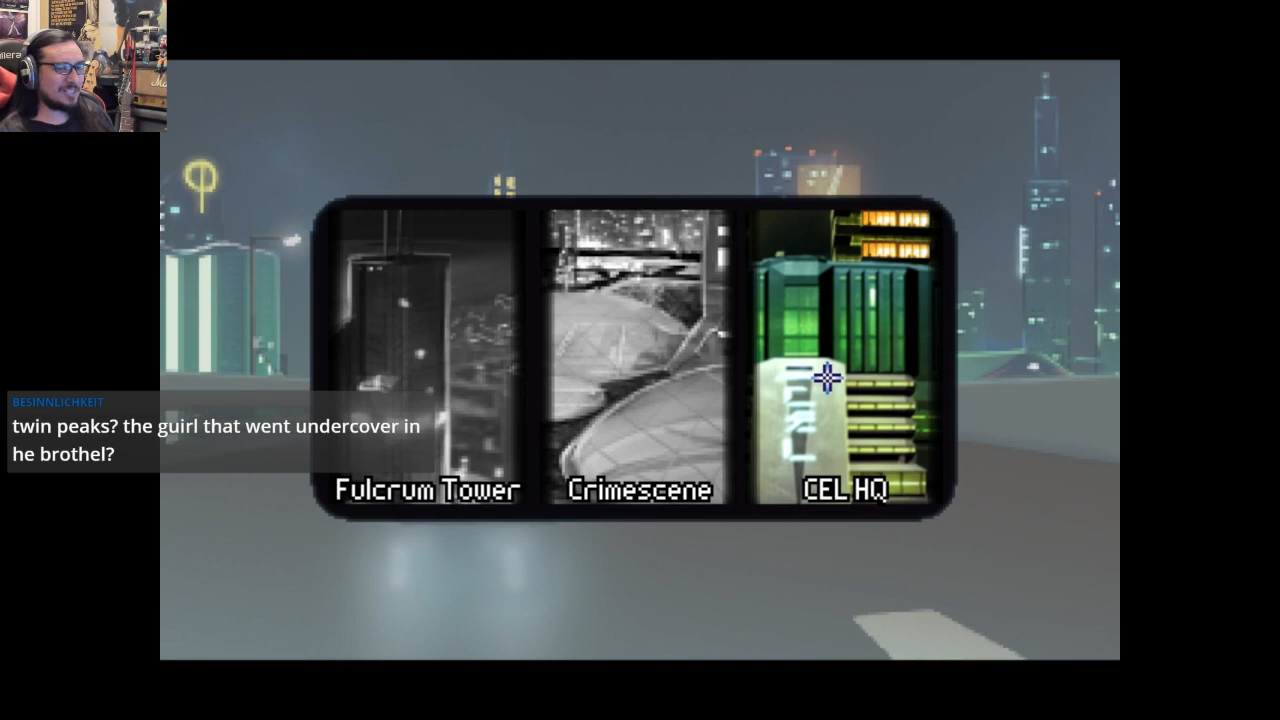 BESINNLICHKEIT
twin peaks? the guirl that went undercover in
he brothel?
Fulcrum Tower
Crimescene
CEL HQ